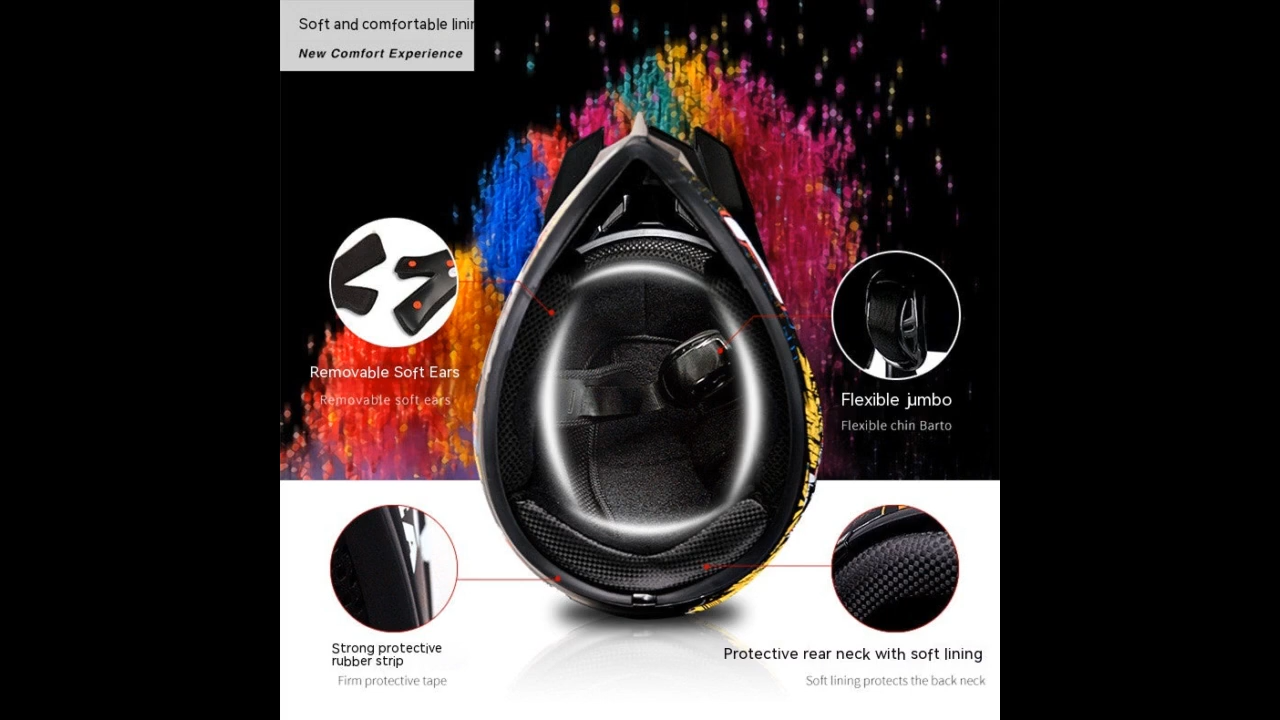 Soft and comfortable linin
New Comfort Experience
Removable Soft Ears
Removable soft ears
Flexible jumbo
Flexible chin Barto
Strong protective
rubber strip
Firm protective tape
Protective rear neck with soft lining
Soft lining protects the back neck